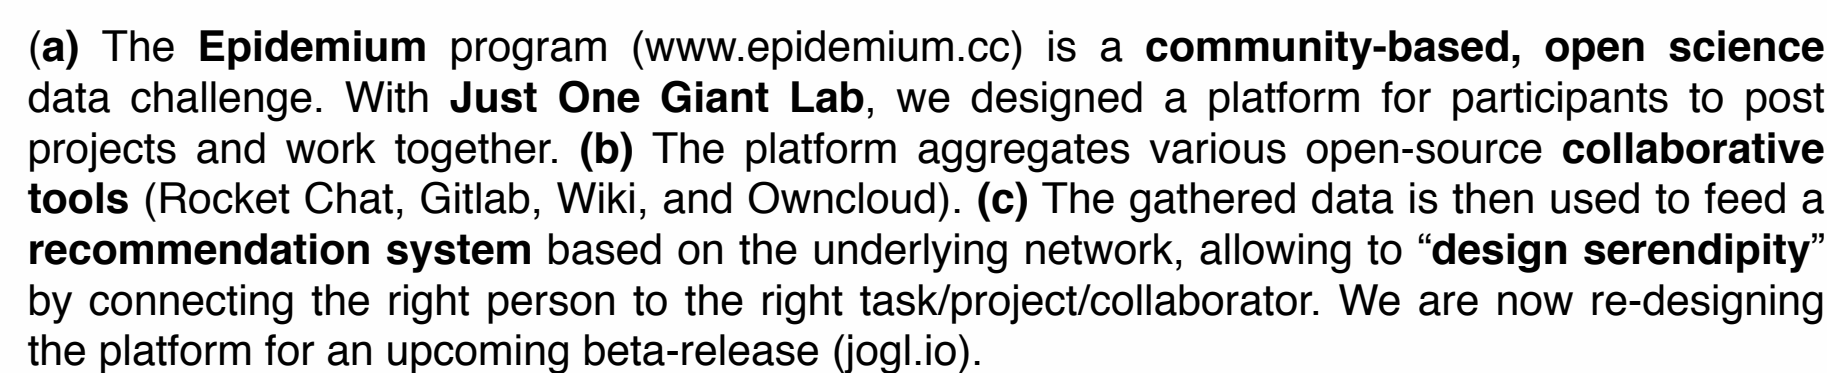 (a) The Epidemium program (www.epidemium.cc) is a community-based, open science
data challenge. With Just One Giant Lab, we designed a platform for participants to post
projects and work together. (b) The platform aggregates various open-source collaborative
tools (Rocket Chat, Gitlab, Wiki, and Owncloud). (c) The gathered data is then used to feed a
recommendation system based on the underlying network, allowing to “design serendipity”
by connecting the right person to the right task/project/collaborator. We are now re-designing
the platform for an upcoming beta-release (jogl.io).